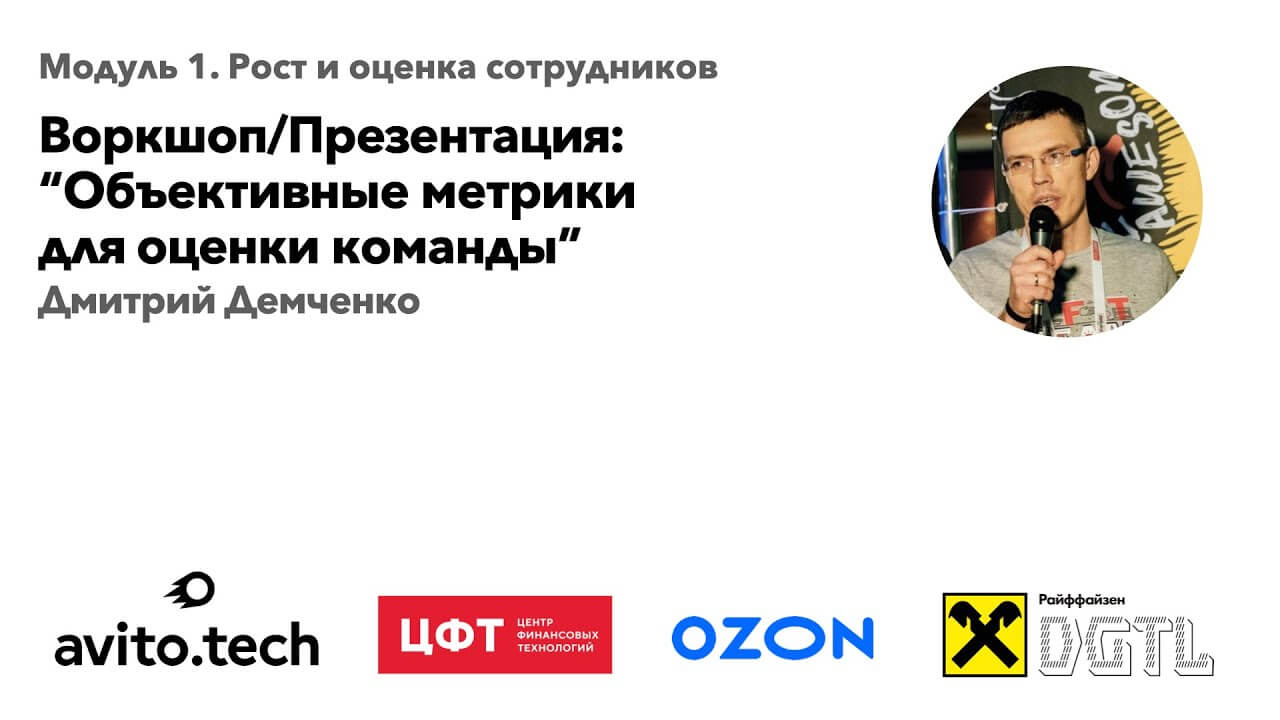 Модуль 1. Рост и оценка сотрудников
Воркшоп/Презентация:
“Объективные метрики
для оценки команды”
Дмитрий Демченко
AWESOM
avito.tech
ЦФТ
ЦЕНТР
ФИНАНСОВЫХ
ТЕХНОЛОГИЙ
OZON
Райффайзен
DGTL